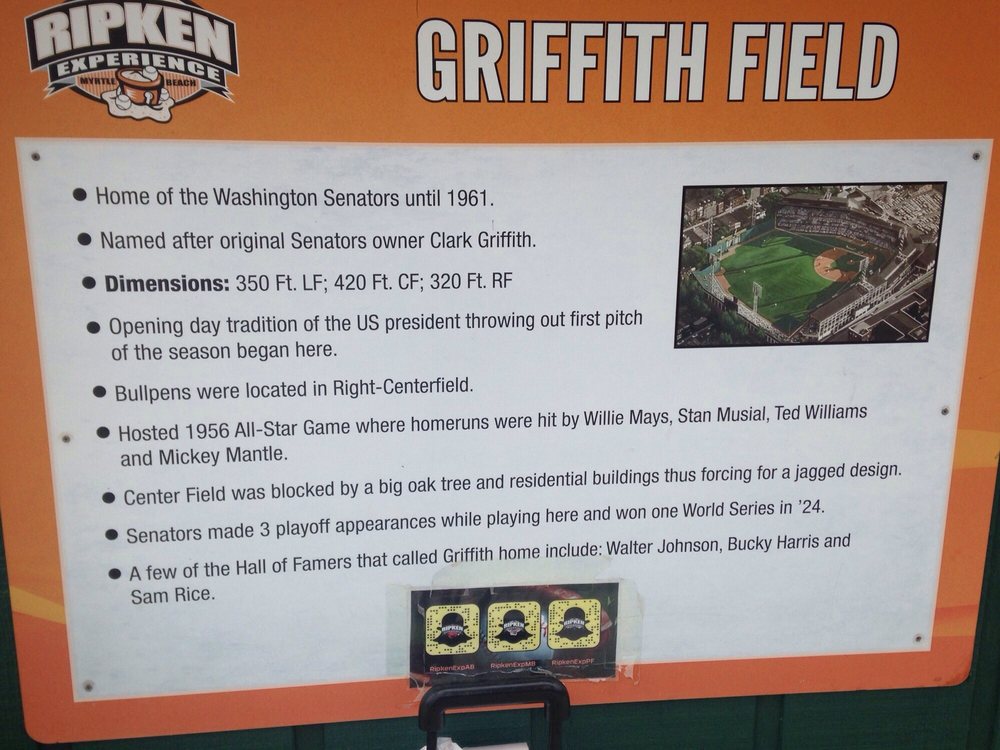 RIPKEN
EXPERIENCE
MYRTLE BEACH
GRIFFITH FIELD
• Home of the Washington Senators until 1961.
• Named after original Senators owner Clark Griffith.
• Dimensions: 350 Ft. LF; 420 Ft. CF; 320 Ft. RF
• Opening day tradition of the US president throwing out first pitch
of the season began here.
• Bullpens were located in Right-Centerfield.
• Hosted 1956 All-Star Game where homeruns were hit by Willie Mays, Stan Musial, Ted Williams
and Mickey Mantle.
• Center Field was blocked by a big oak tree and residential buildings thus forcing for a jagged design.
• Senators made 3 playoff appearances while playing here and won one World Series in ’24.
• A few of the Hall of Famers that called Griffith home include: Walter Johnson, Bucky Harris and
Sam Rice.
RIPKEN RIPKEN RIPKEN
RipkenExpAB RipkenExpMB RipkenExpPF